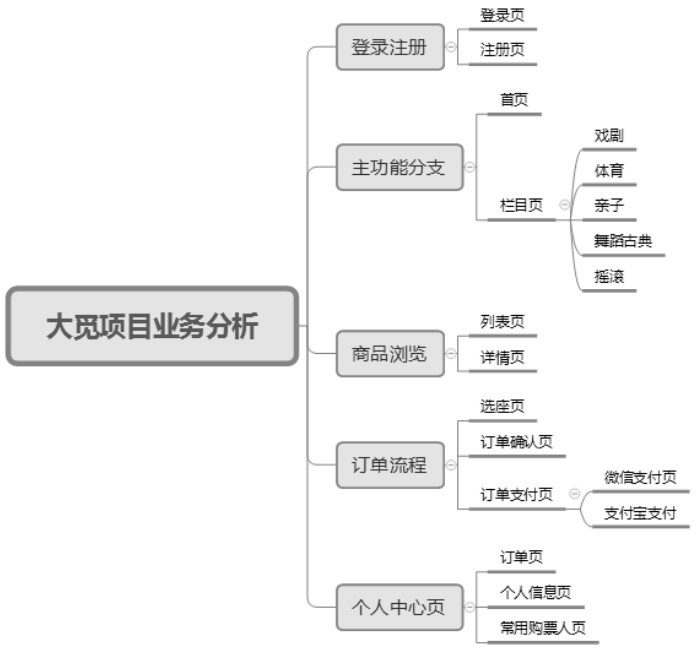 大觅项目业务分析
登录注册
登录页
注册页
主功能分支
首页
栏目页
戏剧
体育
亲子
舞蹈古典
摇滚
商品浏览
列表页
详情页
订单流程
选座页
订单确认页
订单支付页
微信支付页
支付宝支付
个人中心页
订单页
个人信息页
常用购票人页